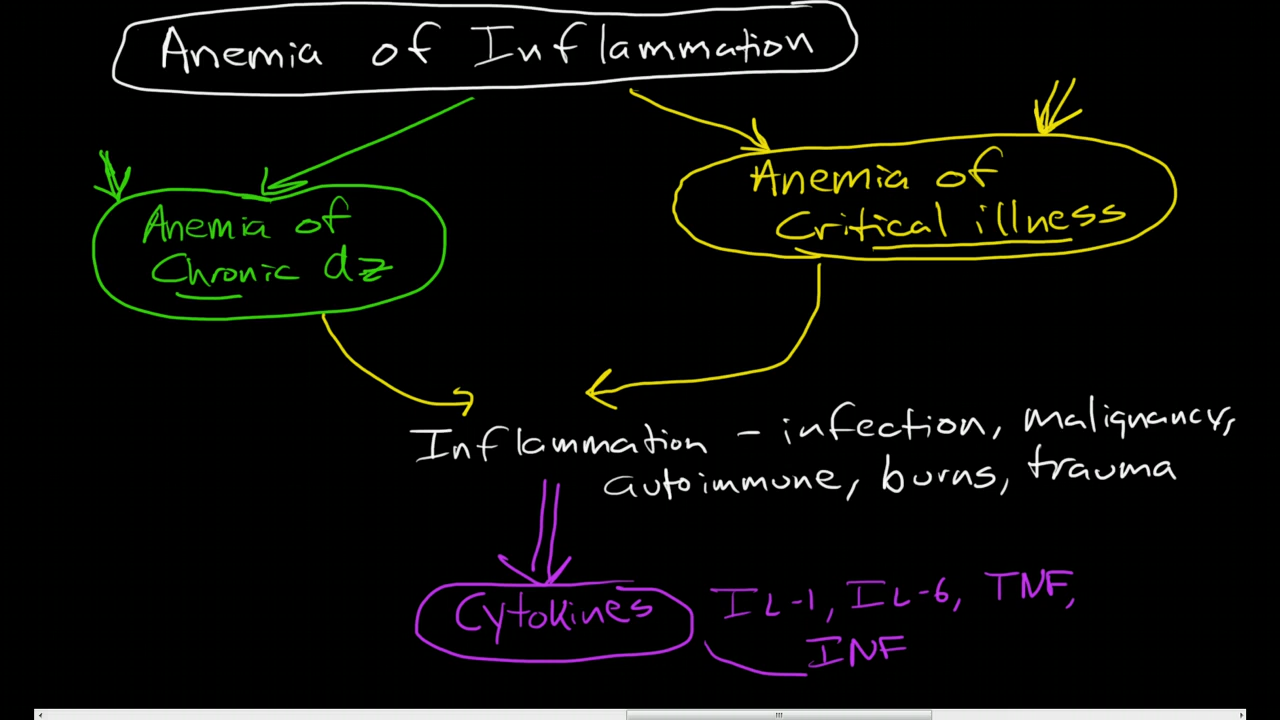 Anemia of Inflammation
Anemia of
Chronic dz
Anemia of
Critical illness
Inflammation - infection, malignancy,
autoimmune, burns, trauma
Cytokines IL-1, IL-6, TNF,
INF